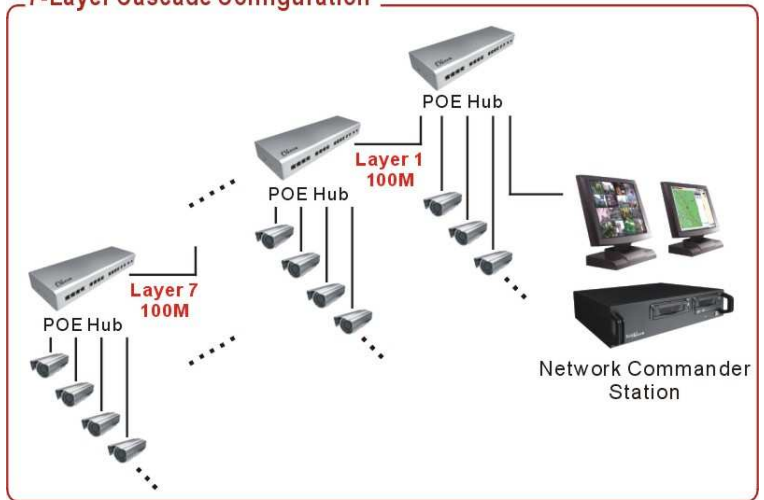 7-Layer Cascade Configuration
POE Hub
Layer 1
100M
POE Hub
Layer 7
100M
POE Hub
Network Commander
Station